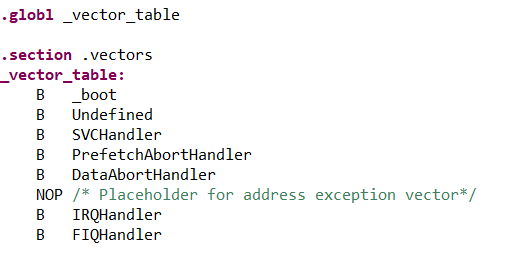 .globl _vector_table
.section .vectors
_vector_table:
B _boot
B Undefined
B SVCHandler
B PrefetchAbortHandler
B DataAbortHandler
NOP /* Placeholder for address exception vector*/
B IRQHandler
B FIQHandler